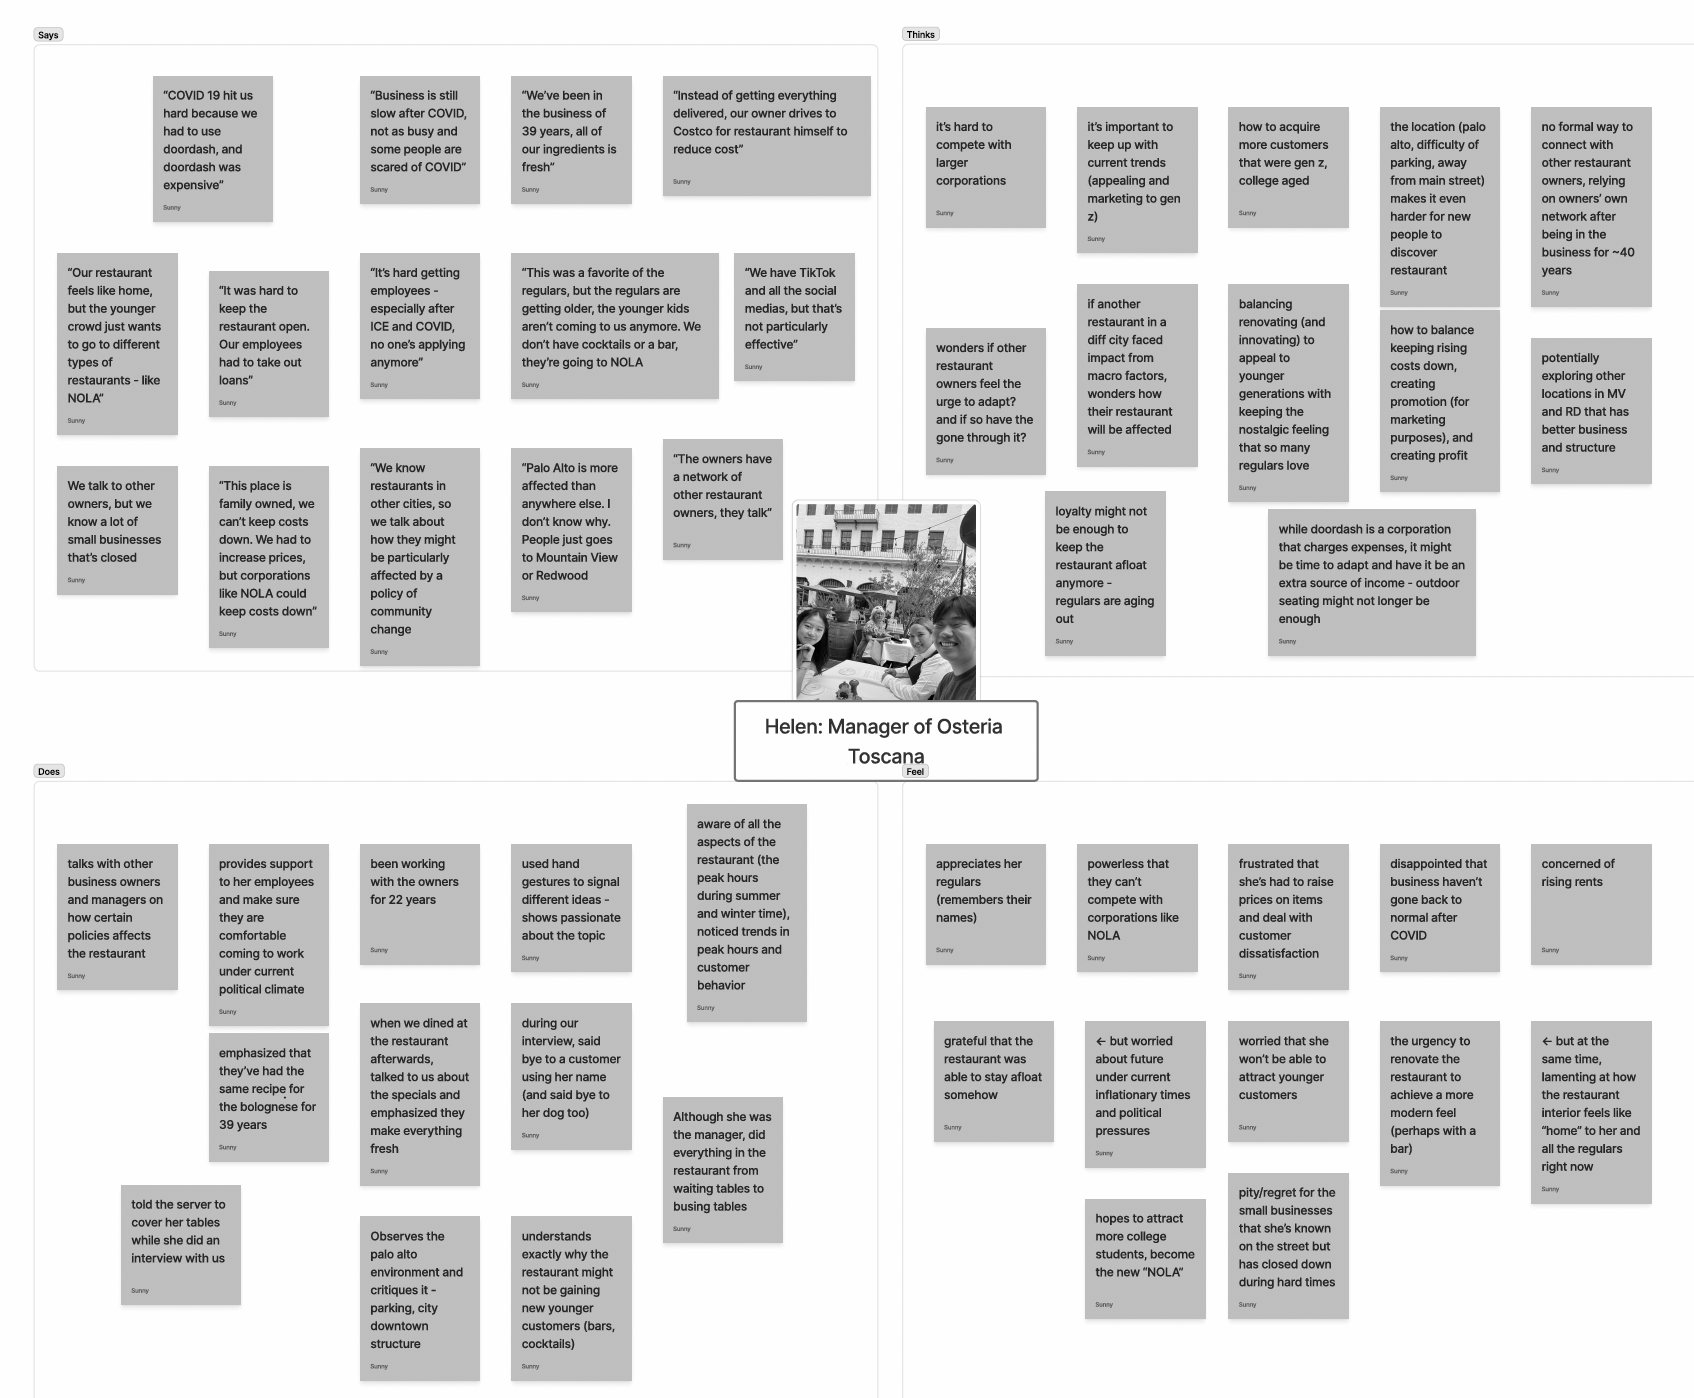 Says
“COVID 19 hit us
hard because we
had to use
doordash, and
doordash was
expensive”
Sunny
“Business is still
slow after COVID,
not as busy and
some people are
scared of COVID”
Sunny
“We’ve been in
the business of
39 years, all of
our ingredients is
fresh”
Sunny
“Instead of getting everything
delivered, our owner drives to
Costco for restaurant himself to
reduce cost”
Sunny
“Our restaurant
feels like home,
but the younger
crowd just wants
to go to different
types of
restaurants - like
NOLA”
Sunny
“It was hard to
keep the
restaurant open.
Our employees
had to take out
loans”
Sunny
“It’s hard getting
employees -
especially after
ICE and COVID,
no one’s applying
anymore”
Sunny
“This was a favorite of the
regulars, but the regulars are
getting older, the younger kids
aren’t coming to us anymore. We
don’t have cocktails or a bar,
they’re going to NOLA
Sunny
“We have TikTok
and all the social
medias, but that’s
not particularly
effective”
Sunny
We talk to other
owners, but we
know a lot of
small businesses
that’s closed
Sunny
“This place is
family owned, we
can’t keep costs
down. We had to
increase prices,
but corporations
like NOLA could
keep costs down”
Sunny
“We know
restaurants in
other cities, so
we talk about
how they might
be particularly
affected by a
policy of
community
change
Sunny
“Palo Alto is more
affected than
anywhere else. I
don’t know why.
People just goes
to Mountain View
or Redwood
Sunny
“The owners have
a network of
other restaurant
owners, they talk”
Sunny
Thinks
it’s hard to
compete with
larger
corporations
Sunny
it’s important to
keep up with
current trends
(appealing and
marketing to gen
z)
Sunny
how to acquire
more customers
that were gen z,
college aged
Sunny
the location (palo
alto, difficulty of
parking, away
from main street)
makes it even
harder for new
people to
discover
restaurant
Sunny
no formal way to
connect with
other restaurant
owners, relying
on owners’ own
network after
being in the
business for ~40
years
Sunny
wonders if other
restaurant
owners feel the
urge to adapt?
and if so have the
gone through it?
Sunny
if another
restaurant in a
diff city faced
impact from
macro factors,
wonders how
their restaurant
will be affected
Sunny
balancing
renovating (and
innovating) to
appeal to
younger
generations with
keeping the
nostalgic feeling
that so many
regulars love
Sunny
how to balance
keeping rising
costs down,
creating
promotion (for
marketing
purposes), and
creating profit
Sunny
potentially
exploring other
locations in MV
and RD that has
better business
and structure
Sunny
loyalty might not
be enough to
keep the
restaurant afloat
anymore -
regulars are aging
out
Sunny
while doordash is a corporation
that charges expenses, it might
be time to adapt and have it be an
extra source of income - outdoor
seating might not longer be
enough
Sunny
Helen: Manager of Osteria
Toscana
Does
talks with other
business owners
and managers on
how certain
policies affects
the restaurant
Sunny
provides support
to her employees
and make sure
they are
comfortable
coming to work
under current
political climate
Sunny
been working
with the owners
for 22 years
Sunny
used hand
gestures to signal
different ideas -
shows passionate
about the topic
Sunny
aware of all the
aspects of the
restaurant (the
peak hours
during summer
and winter time),
noticed trends in
peak hours and
customer
behavior
Sunny
emphasized that
they’ve had the
same recipe for
the bolognese for
39 years
Sunny
when we dined at
the restaurant
afterwards,
talked to us about
the specials and
emphasized they
make everything
fresh
Sunny
during our
interview, said
bye to a customer
using her name
(and said bye to
her dog too)
Sunny
Although she was
the manager, did
everything in the
restaurant from
waiting tables to
busing tables
Sunny
told the server to
cover her tables
while she did an
interview with us
Sunny
Observes the
palo alto
environment and
critiques it -
parking, city
downtown
structure
Sunny
understands
exactly why the
restaurant might
not be gaining
new younger
customers (bars,
cocktails)
Sunny
Feel
appreciates her
regulars
(remembers their
names)
Sunny
powerless that
they can’t
compete with
corporations like
NOLA
Sunny
frustrated that
she’s had to raise
prices on items
and deal with
customer
dissatisfaction
Sunny
disappointed that
business haven’t
gone back to
normal after
COVID
Sunny
concerned of
rising rents
Sunny
grateful that the
restaurant was
able to stay afloat
somehow
Sunny
← but worried
about future
under current
inflationary times
and political
pressures
Sunny
worried that she
won’t be able to
attract younger
customers
Sunny
the urgency to
renovate the
restaurant to
achieve a more
modern feel
(perhaps with a
bar)
Sunny
← but at the
same time,
lamenting at how
the restaurant
interior feels like
“home” to her and
all the regulars
right now
Sunny
hopes to attract
more college
students, become
the new “NOLA”
Sunny
pity/regret for the
small businesses
that she’s known
on the street but
has closed down
during hard times
Sunny